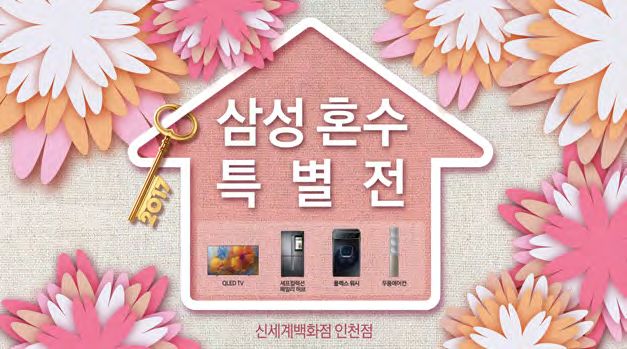 삼성 혼수
특별전
2017
QLED TV
셰프컬렉션
패밀리 허브
플렉스 워시
무풍에어컨
신세계백화점 인천점